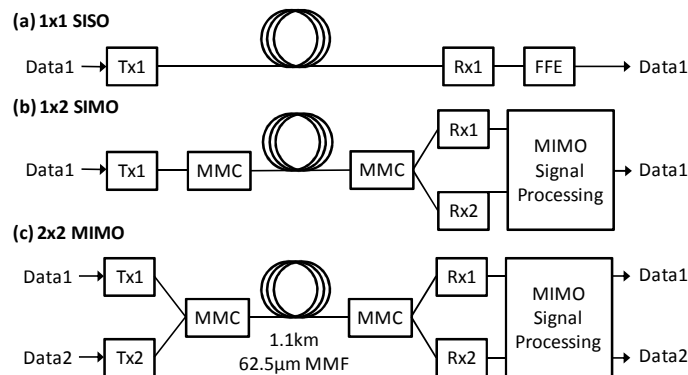 (a) 1x1 SISO
Data1 Tx1 Rx1 FFE Data1
(b) 1x2 SIMO
Data1 Tx1 MMC MMC Rx1 Rx2 MIMO Signal Processing Data1
(c) 2x2 MIMO
Data1 Tx1 Rx1 Data1
MMC MMC MIMO Signal Processing
1.1km
62.5μm MMF
Data2 Tx2 Rx2 Data2